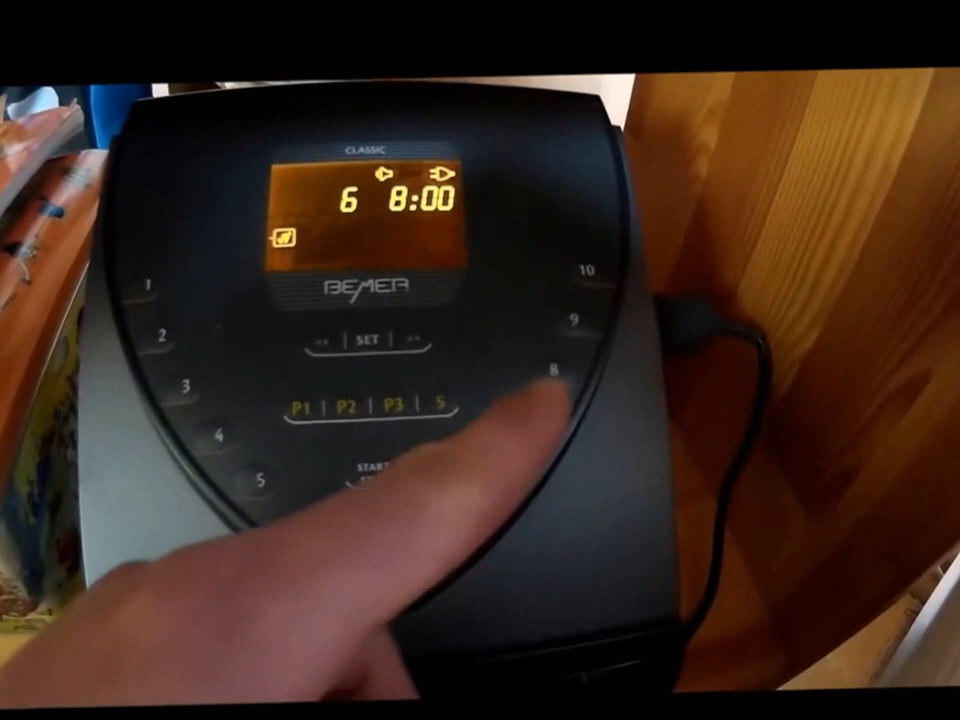 CLASSIC
6 8:00
BEMER
1
10
2
9
<< | SET | >>
3
8
P1 | P2 | P3 | S
4
START
5